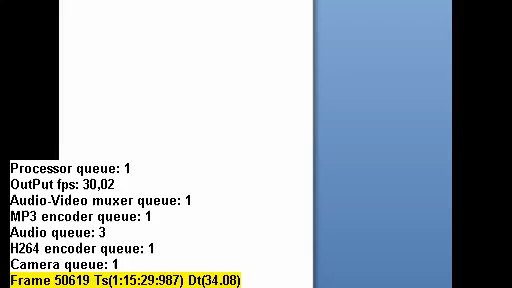 Processor queue: 1
OutPut fps: 30,02
Audio-Video muxer queue: 1
MP3 encoder queue: 1
Audio queue: 3
H264 encoder queue: 1
Camera queue: 1
Frame 50619 Ts(1:15:29:987) Dt(34.08)